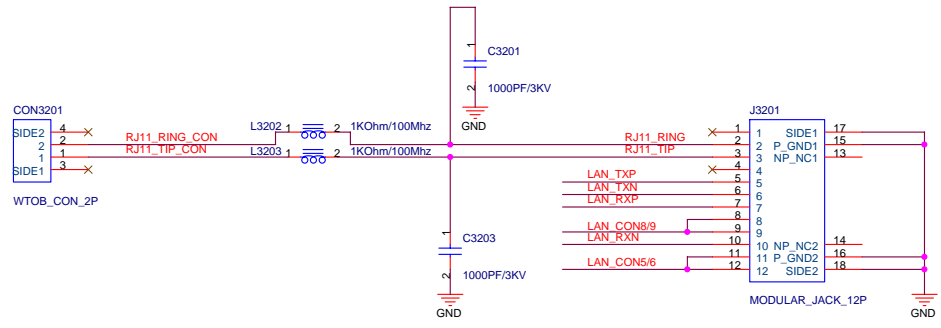 1
C3201
2
1000PF/3KV
GND
CON3201
SIDE2 4
2 2
1 1
SIDE1 3
WTOB_CON_2P
RJ11_RING_CON
RJ11_TIP_CON
L3202 1 2 1KOhm/100Mhz
L3203 1 2 1KOhm/100Mhz
1
C3203
2
1000PF/3KV
GND
RJ11_RING
RJ11_TIP
LAN_TXP
LAN_TXN
LAN_RXP
LAN_CON8/9
LAN_RXN
LAN_CON5/6
J3201
1 1 SIDE1 17
2 2 P_GND1 15
3 3 NP_NC1 13
4 4
5 5
6 6
7 7
8 8
9 9
10 10 NP_NC2 14
11 11 P_GND2 16
12 12 SIDE2 18
MODULAR_JACK_12P
GND